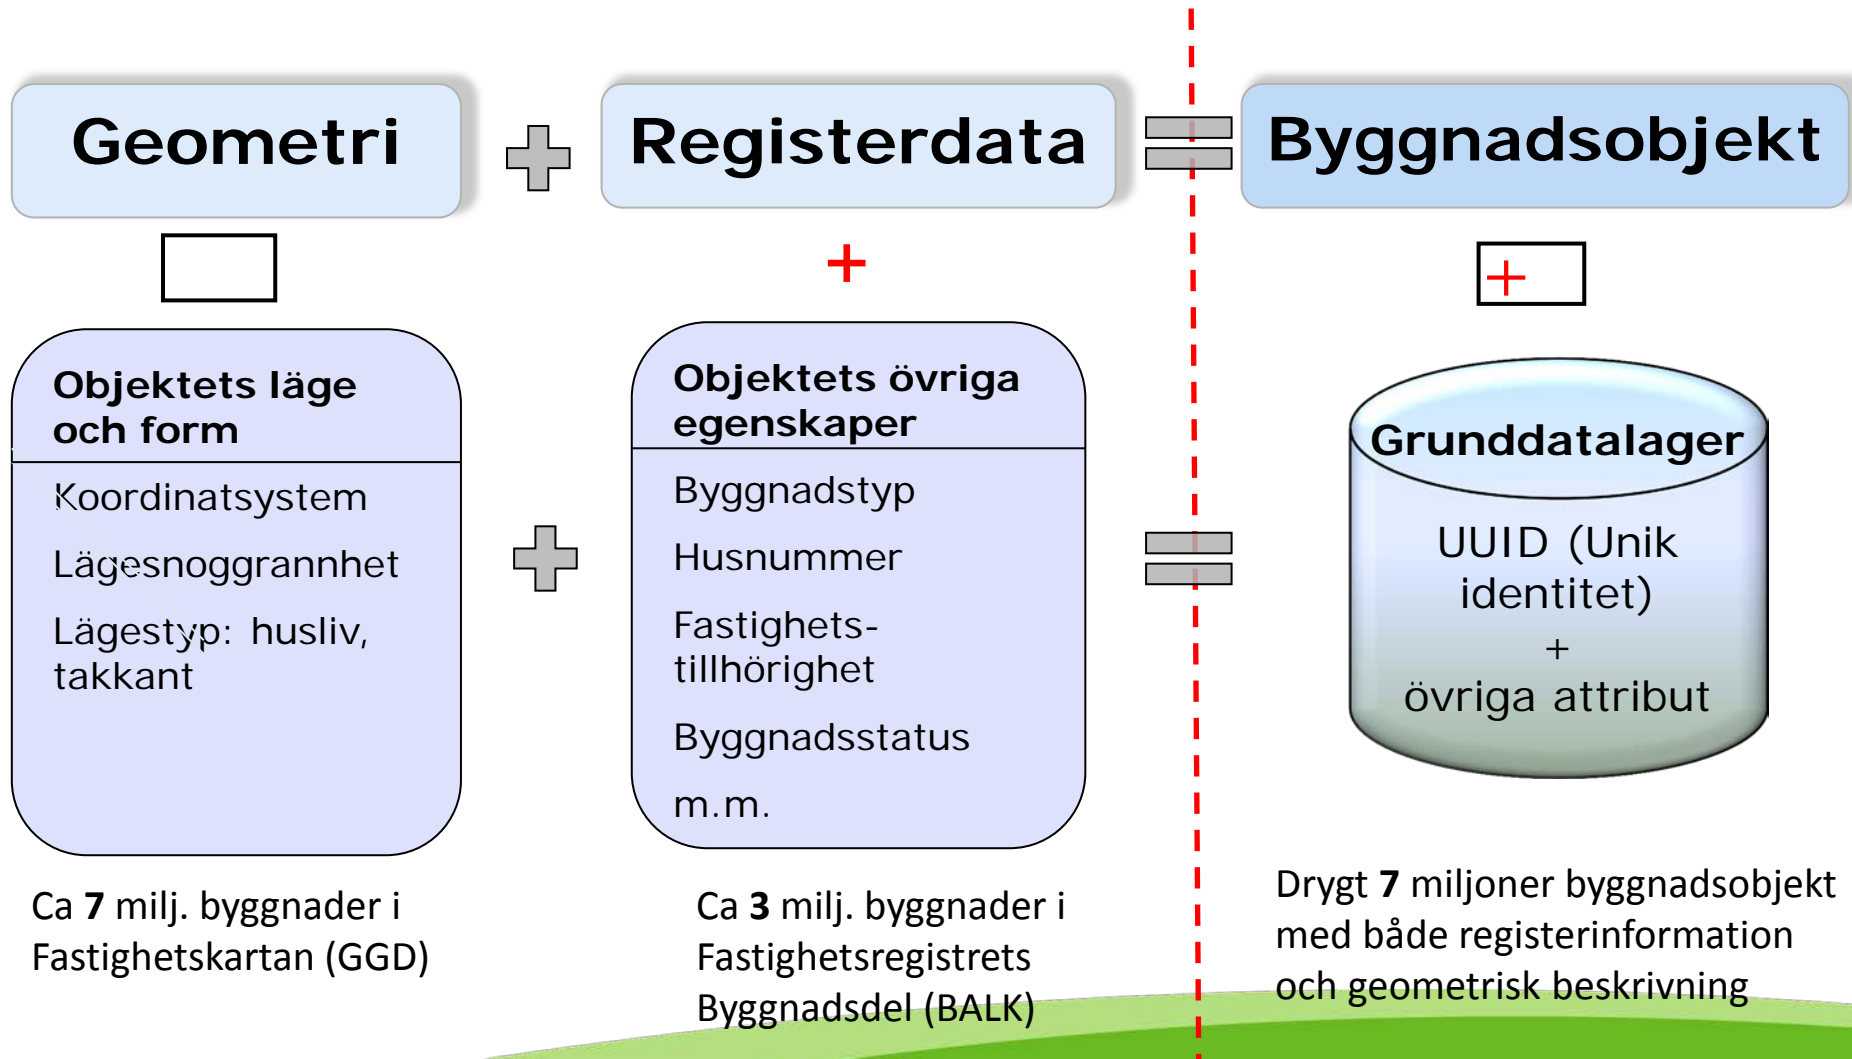 Geometri
Registerdata
Byggnadsobjekt
Objektets läge
och form
Koordinatsystem
Lägesnoggrannhet
Lägestyp: husliv,
takkant
Objektets övriga
egenskaper
Byggnadstyp
Husnummer
Fastighets-
tillhörighet
Byggnadsstatus
m.m.
Grunddatalager
UUID (Unik
identitet)
+
övriga attribut
Ca 7 milj. byggnader i
Fastighetskartan (GGD)
Ca 3 milj. byggnader i
Fastighetsregistrets
Byggnadsdel (BALK)
Drygt 7 miljoner byggnadsobjekt
med både registerinformation
och geometrisk beskrivning